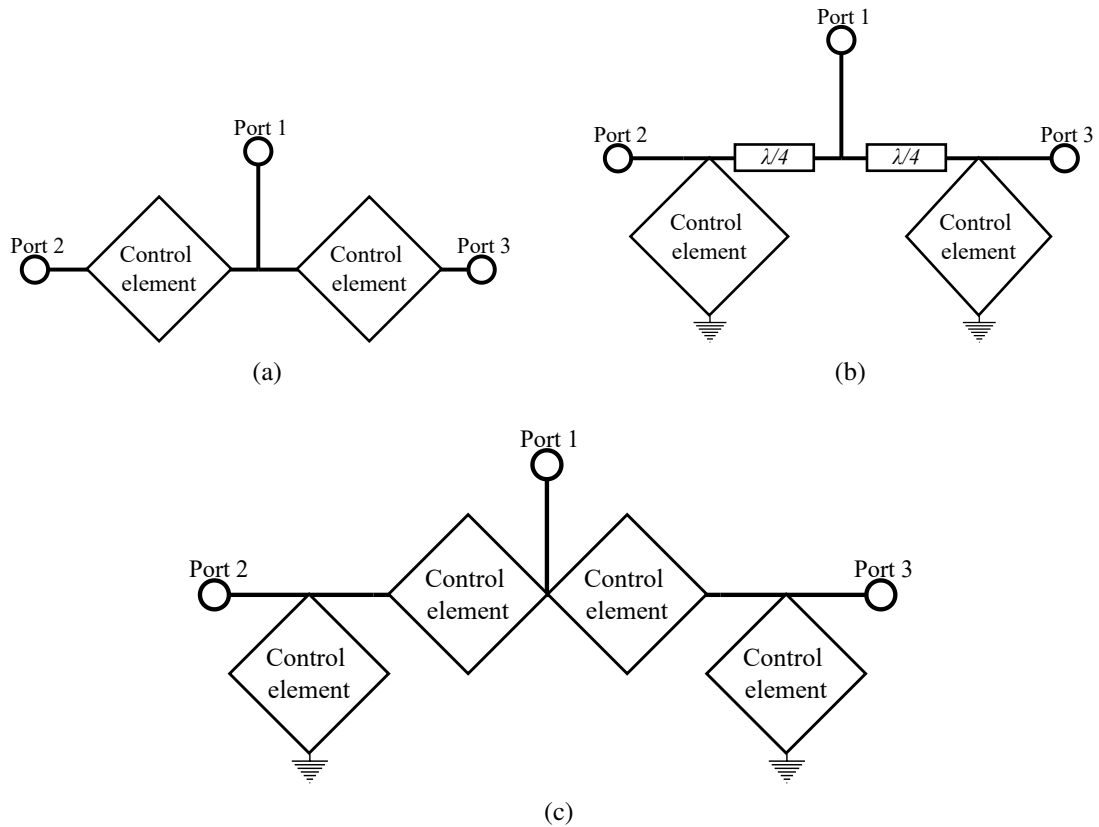 Port 1
Port 2
Control
element
Control
element
Port 3
(a)
Port 1
Port 2
λ/4
λ/4
Port 3
Control
element
Control
element
(b)
Port 1
Port 2
Control
element
Control
element
Port 3
Control
element
Control
element
(c)